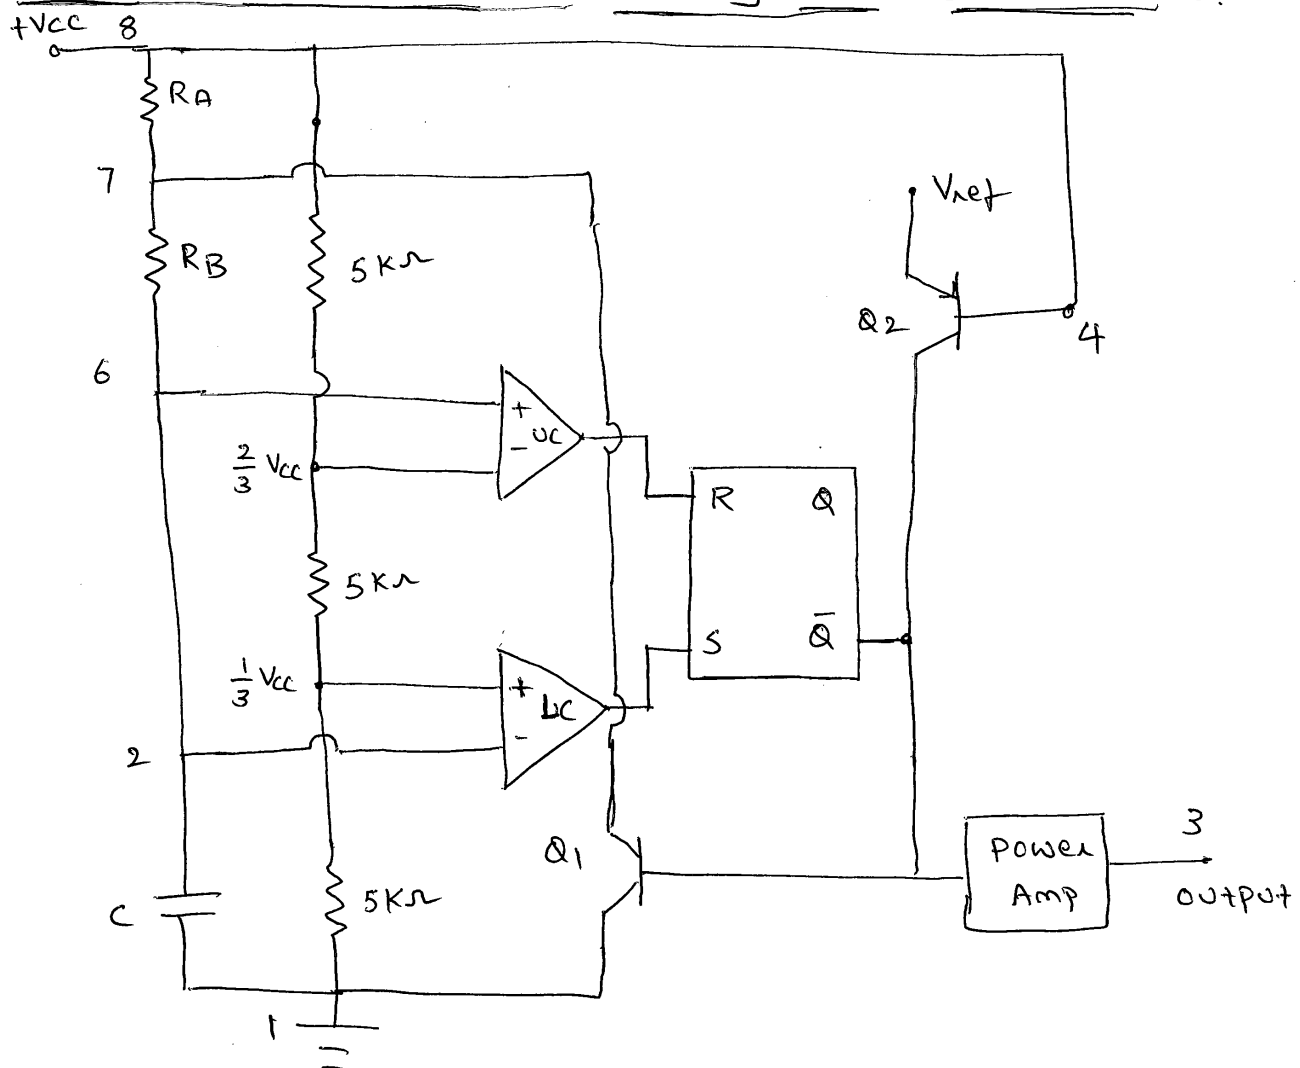 +VCC 8
RA
7
Vref
RB
5KΩ
Q2
4
6
+
- UC
2/3 VCC
R Q
5KΩ
S Q̅
1/3 VCC
+
LC
-
2
Q1
3
Power
Amp
output
C
5KΩ
1